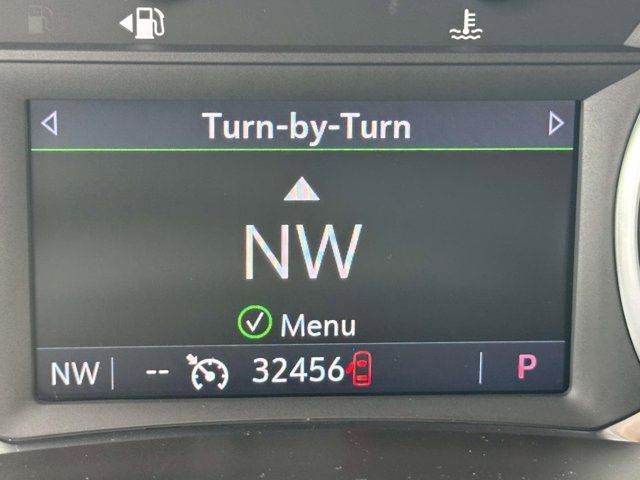 Turn-by-Turn
NW
Menu
NW -- 32456 P